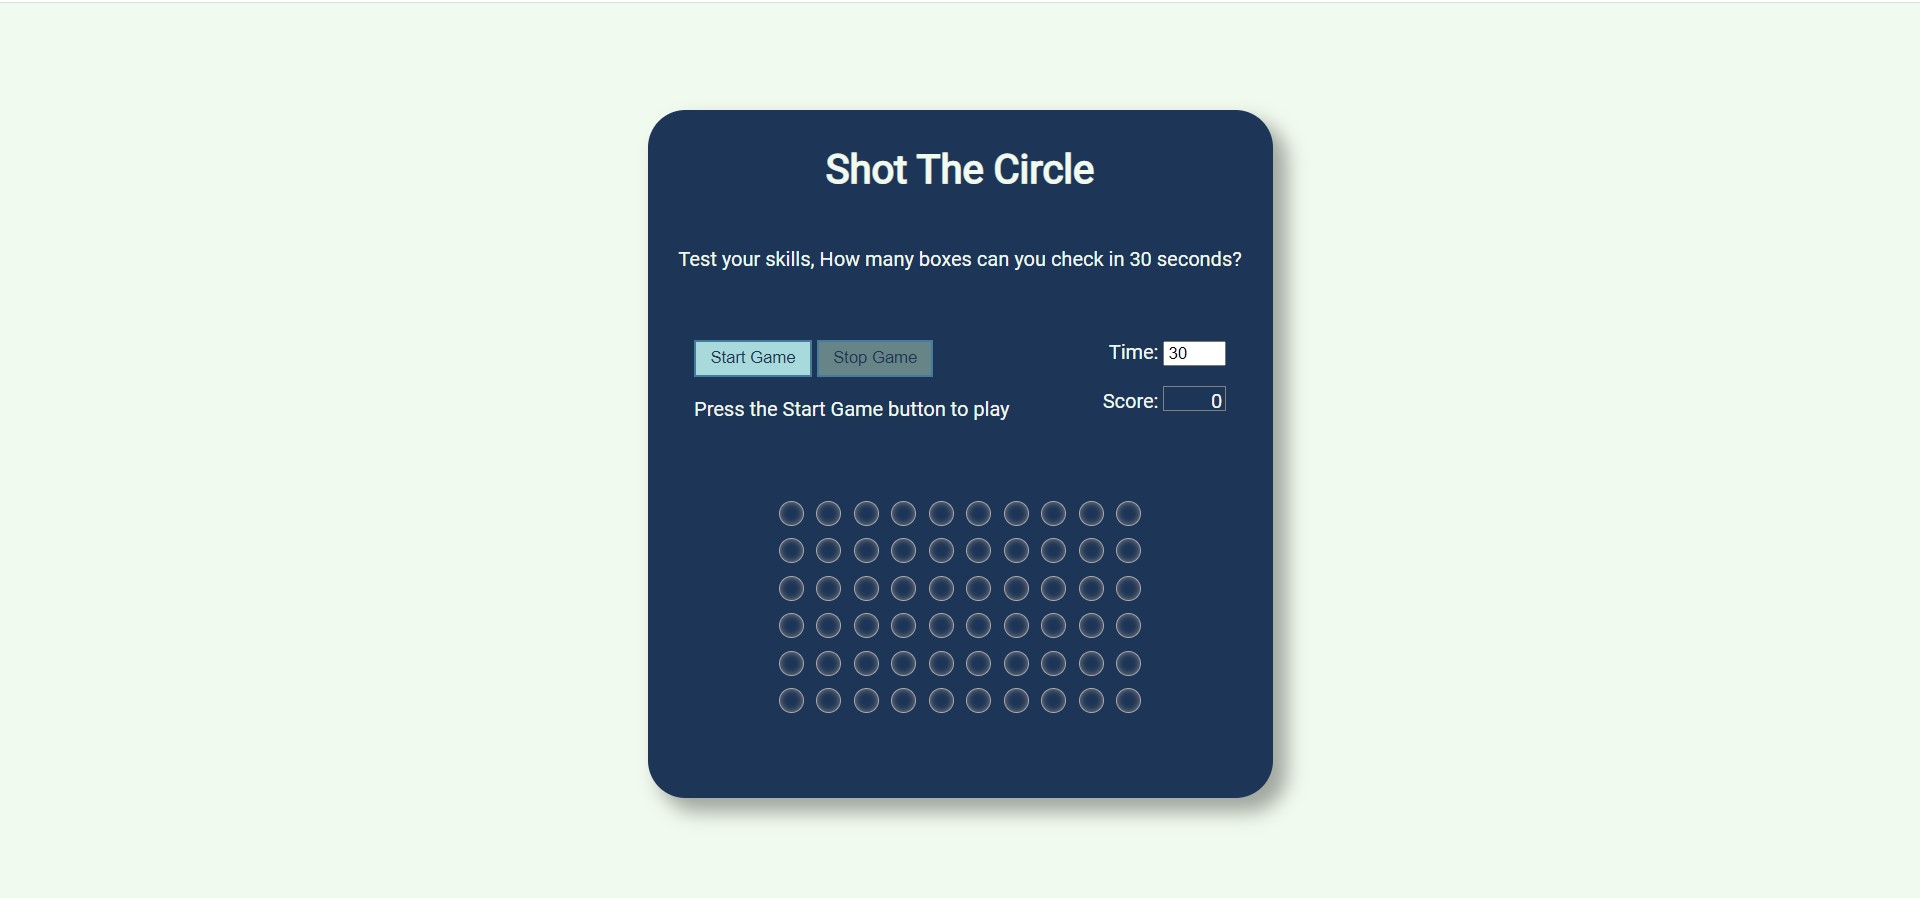 Shot The Circle
Test your skills, How many boxes can you check in 30 seconds?
Start Game Stop Game
Time: 30
Press the Start Game button to play
Score: 0